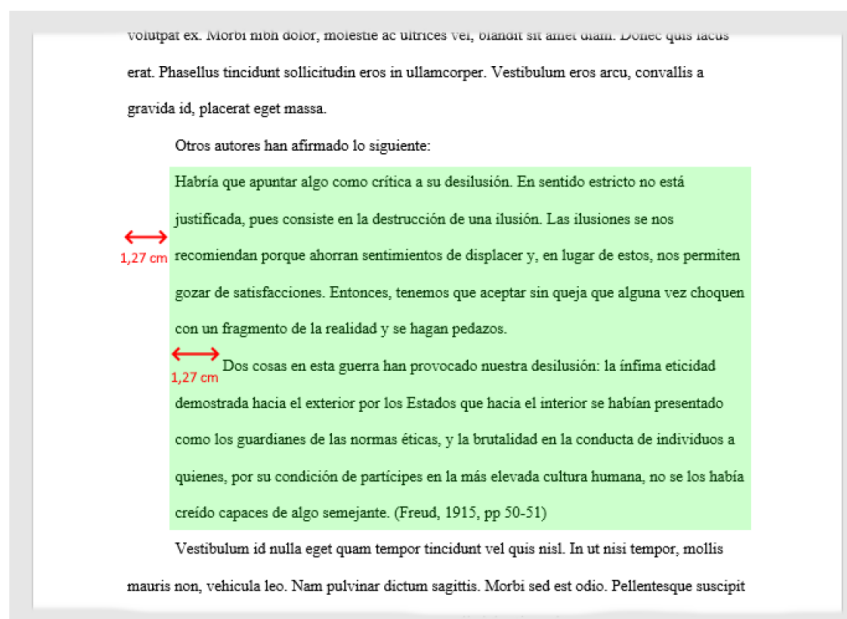 volutpat ex. Morbi nibh dolor, molestie ac ultrices vel, blandit sit amet diam. Donec quis lacus
erat. Phasellus tincidunt sollicitudin eros in ullamcorper. Vestibulum eros arcu, convallis a
gravida id, placerat eget massa.
Otros autores han afirmado lo siguiente:
Habría que apuntar algo como crítica a su desilusión. En sentido estricto no está
justificada, pues consiste en la destrucción de una ilusión. Las ilusiones se nos
1,27 cm recomiendan porque ahorran sentimientos de displacer y, en lugar de estos, nos permiten
gozar de satisfacciones. Entonces, tenemos que aceptar sin queja que alguna vez choquen
con un fragmento de la realidad y se hagan pedazos.
1,27 cm Dos cosas en esta guerra han provocado nuestra desilusión: la ínfima eticidad
demostrada hacia el exterior por los Estados que hacia el interior se habían presentado
como los guardianes de las normas éticas, y la brutalidad en la conducta de individuos a
quienes, por su condición de partícipes en la más elevada cultura humana, no se los había
creído capaces de algo semejante. (Freud, 1915, pp 50-51)
Vestibulum id nulla eget quam tempor tincidunt vel quis nisl. In ut nisi tempor, mollis
mauris non, vehicula leo. Nam pulvinar dictum sagittis. Morbi sed est odio. Pellentesque suscipit